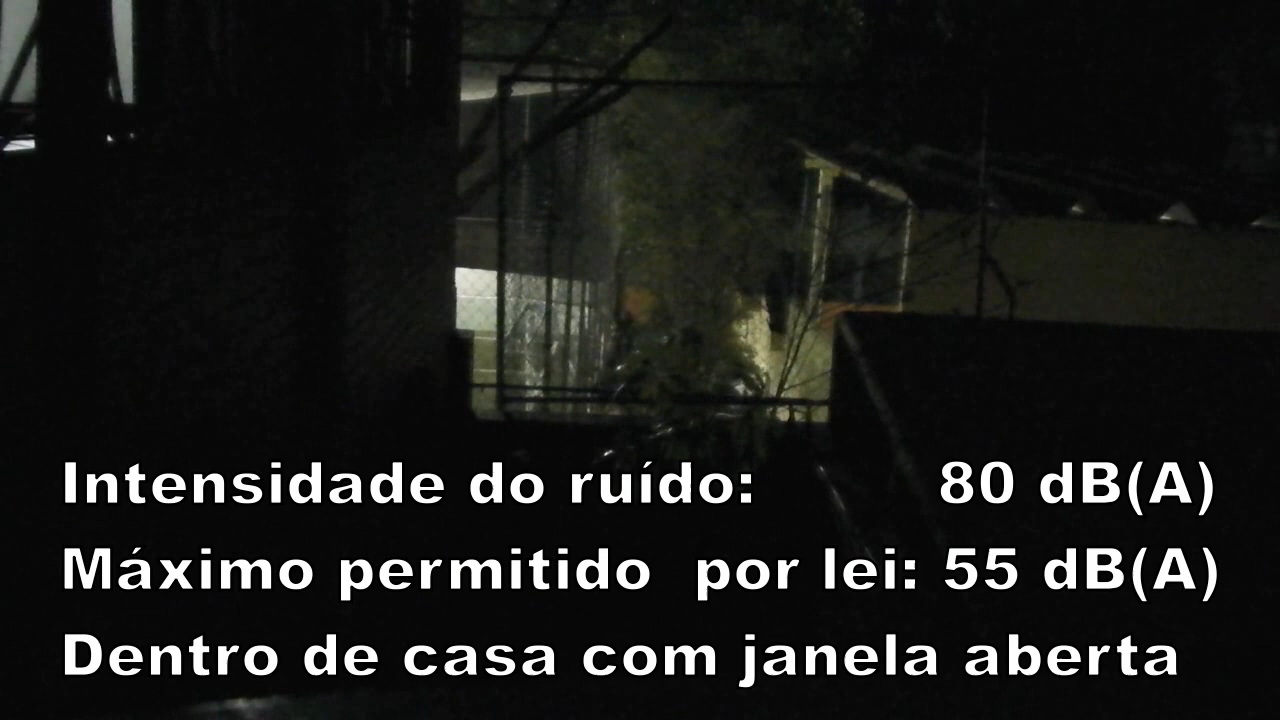 Intensidade do ruído: 80 dB(A)
Máximo permitido por lei: 55 dB(A)
Dentro de casa com janela aberta